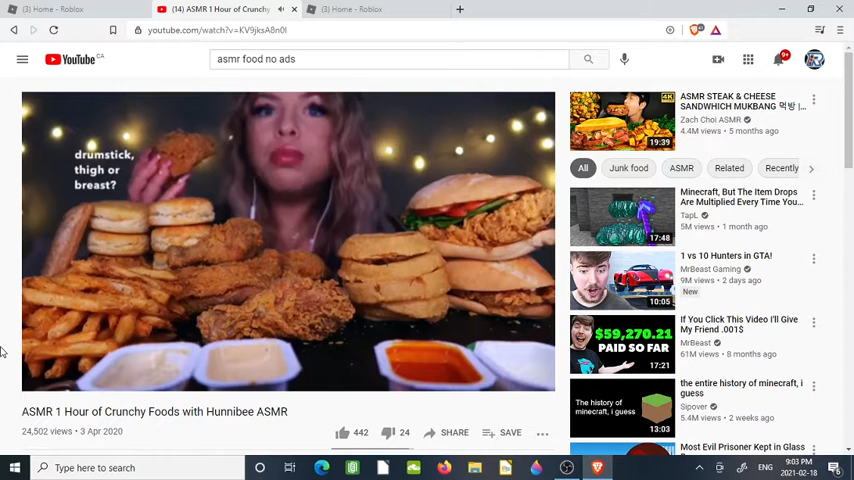 (3) Home - Roblox
(14) ASMR 1 Hour of Crunchy
(3) Home - Roblox
youtube.com/watch?v=KV9jksA8n0I
YouTube CA
asmr food no ads
9+
drumstick,
thigh or
breast?
ASMR 1 Hour of Crunchy Foods with Hunnibee ASMR
24,502 views • 3 Apr 2020
442
24
SHARE
SAVE
4K
19:39
ASMR STEAK & CHEESE
SANDWHICH MUKBANG 먹방 |...
Zach Choi ASMR
4.4M views • 5 months ago
All
Junk food
ASMR
Related
Recently
17:48
Minecraft, But The Item Drops
Are Multiplied Every Time You...
TapL
5M views • 1 month ago
10:05
1 vs 10 Hunters in GTA!
MrBeast Gaming
9M views • 2 days ago
New
$59,270.21
PAID SO FAR
17:21
If You Click This Video I'll Give
My Friend .001$
MrBeast
61M views • 8 months ago
The history of
minecraft, i guess
13:03
the entire history of minecraft, i
guess
Sipover
5.4M views • 2 weeks ago
Most Evil Prisoner Kept in Glass
Type here to search
ENG
9:03 PM
2021-02-18